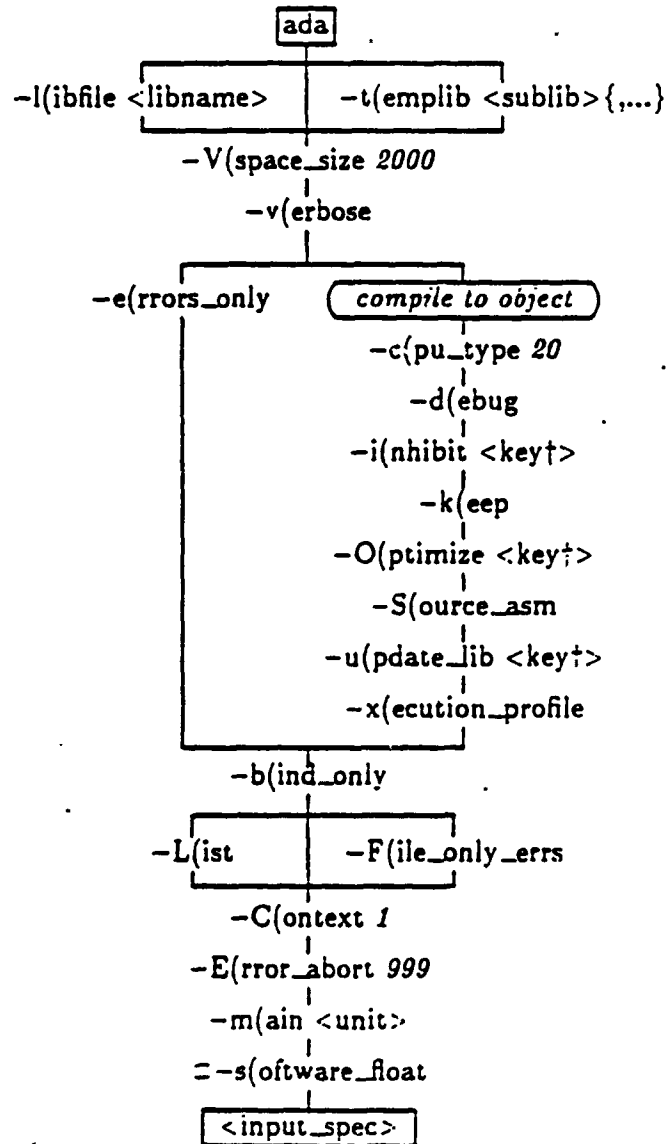 ada
-l(ibfile <libname> -t(emplib <sublib>{,...}
-V(space_size 2000
-v(erbose
-e(rrors_only compile to object
-c(pu_type 20
-d(ebug
-i(nhibit <key†>
-k(eep
-O(ptimize <key†>
-S(ource_asm
-u(pdate_lib <key†>
-x(ecution_profile
-b(ind_only
-L(ist -F(ile_only_errs
-C(ontext 1
-E(rror_abort 999
-m(ain <unit>
=-s(oftware_float
<input_spec>